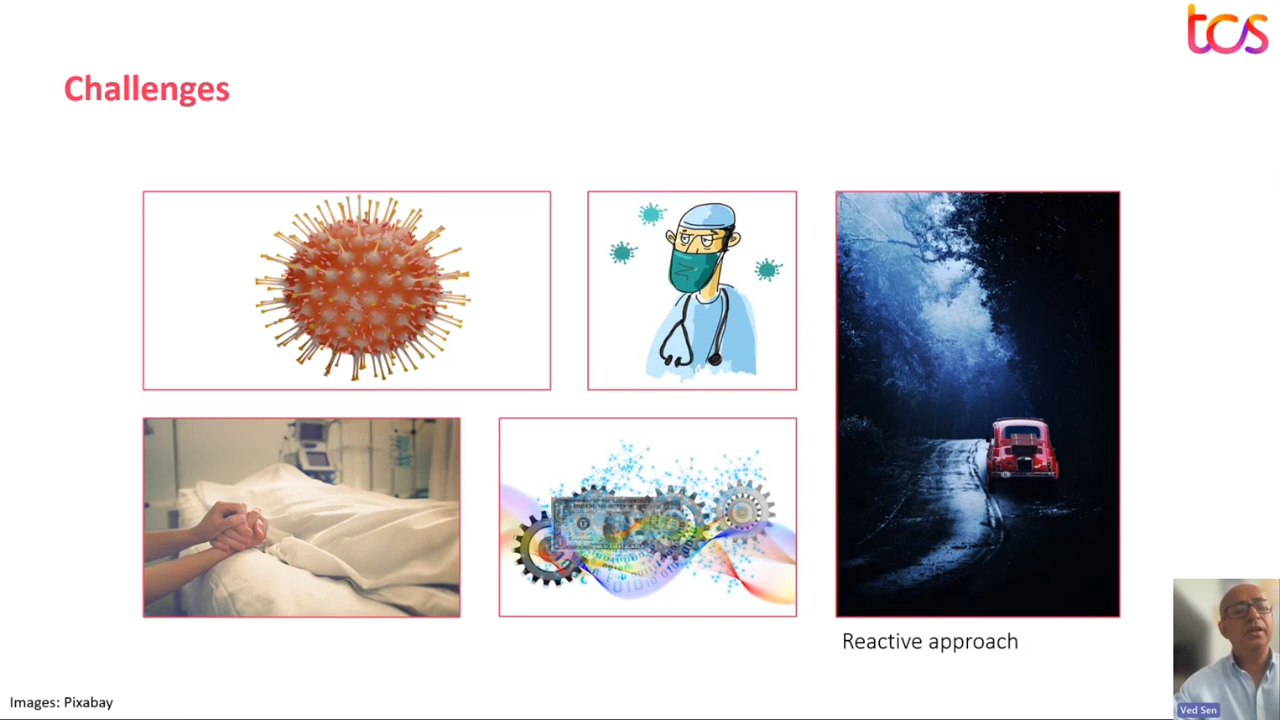 tcs
Challenges
Reactive approach
Images: Pixabay
Ved Sen